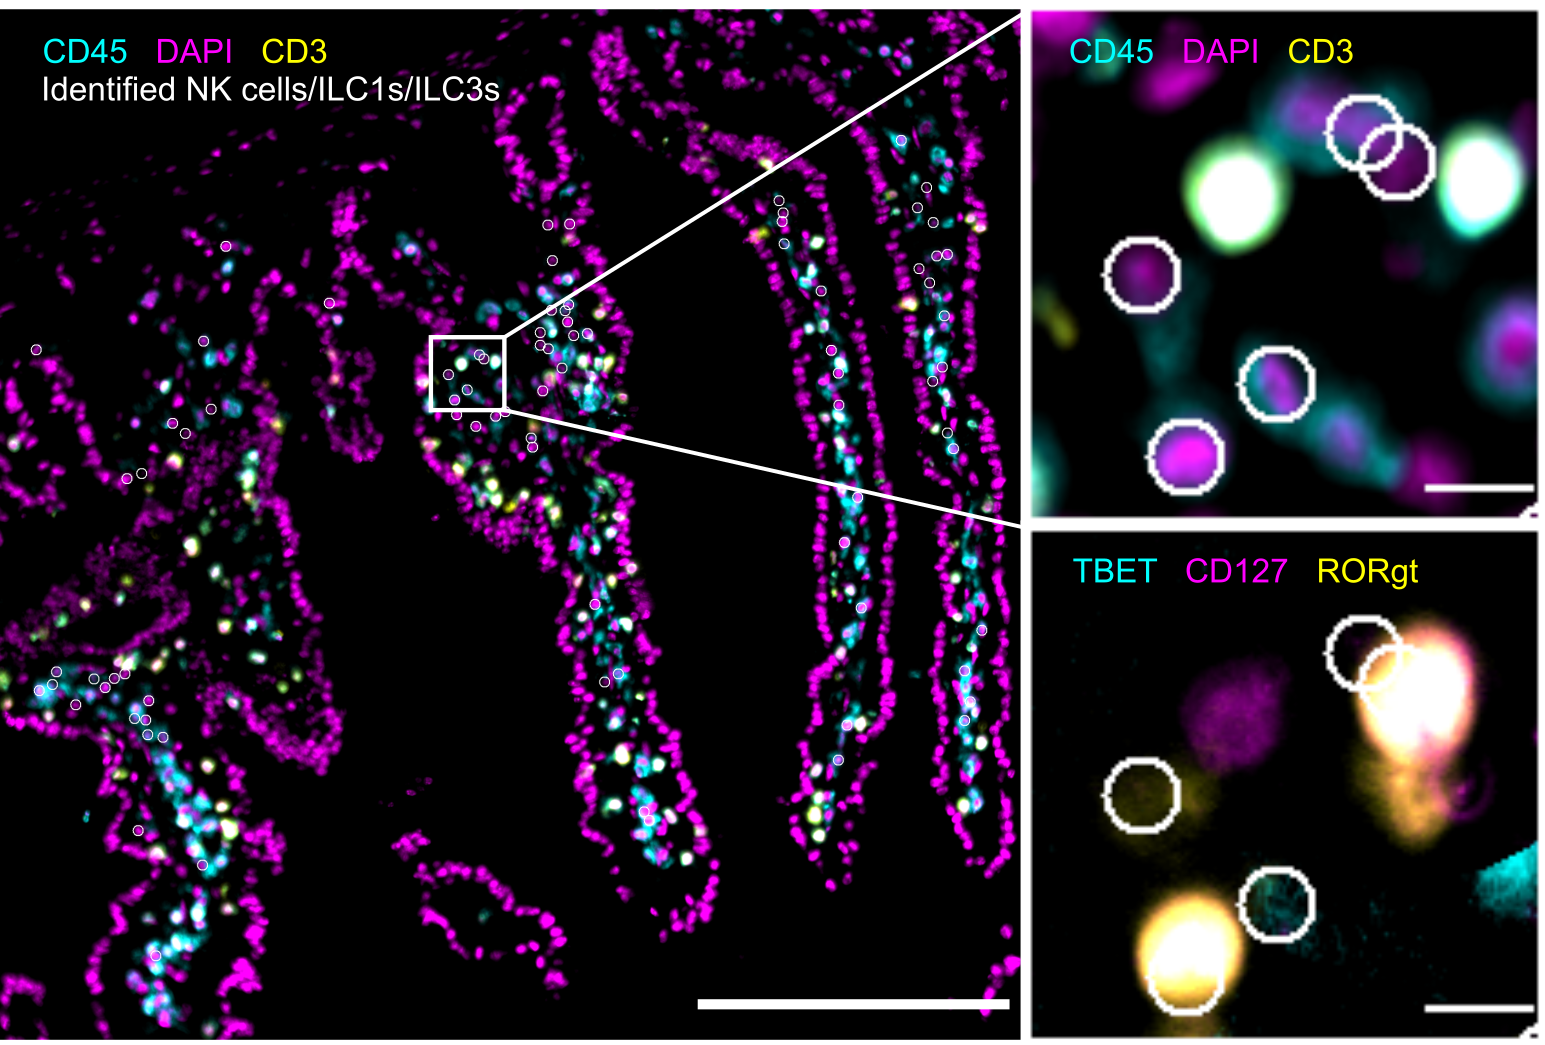 CD45 DAPI CD3
Identified NK cells/ILC1s/ILC3s
CD45 DAPI CD3
TBET CD127 RORgt